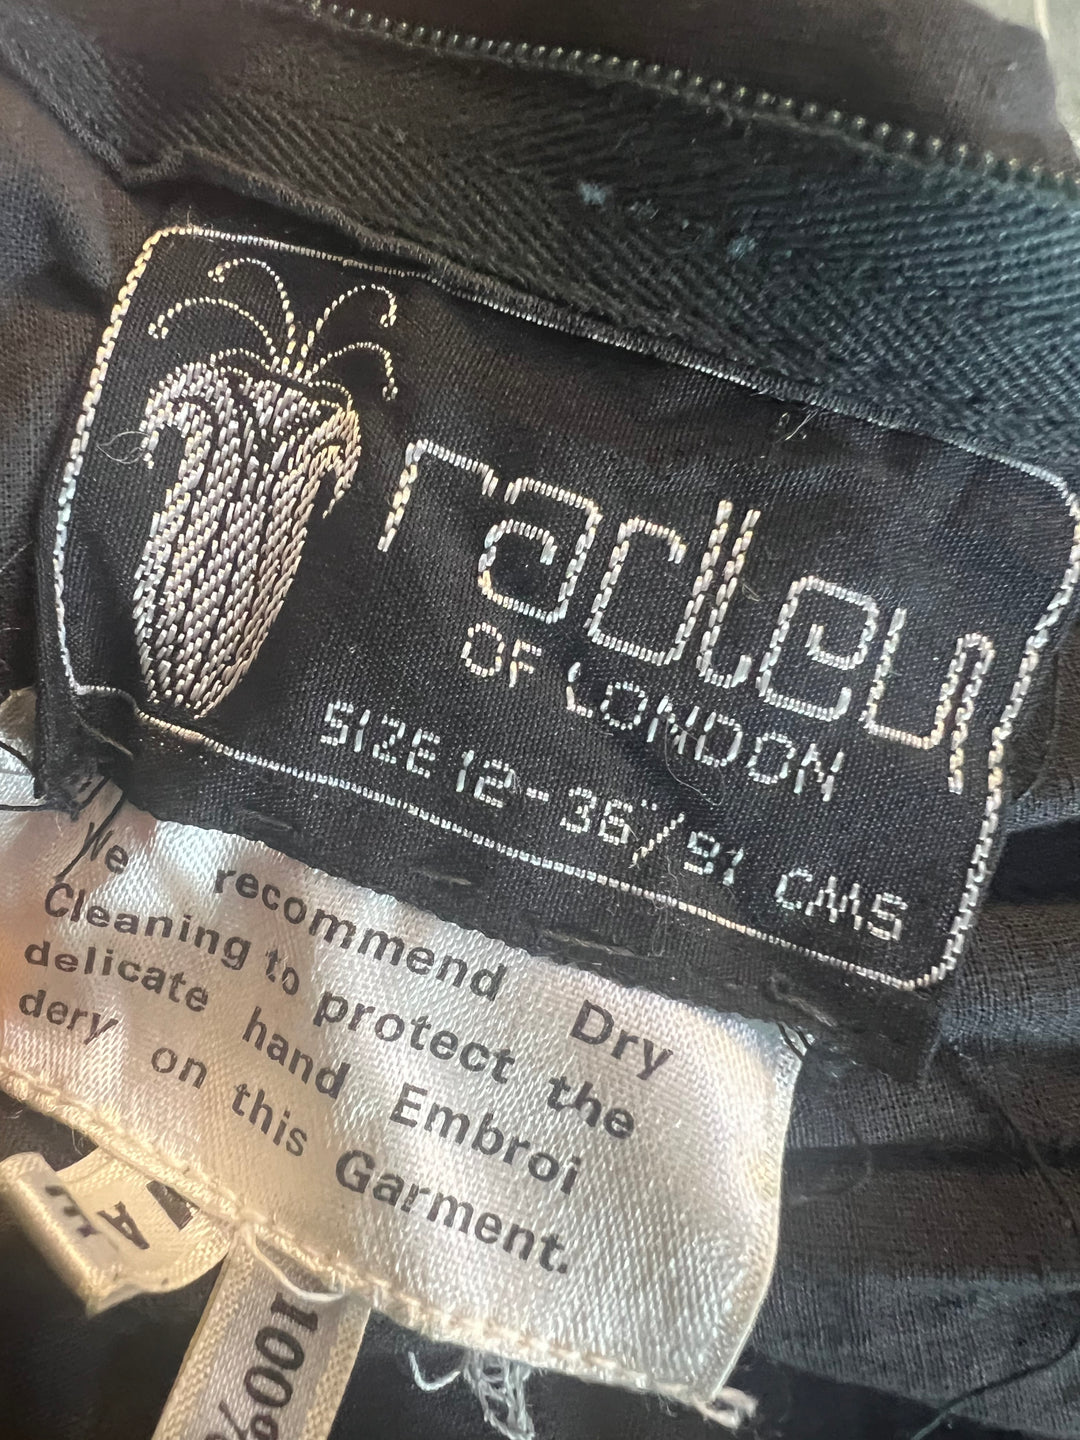 radley
OF LONDON
SIZE 12-36"/91 CMS
We recommend Dry
Cleaning to protect the
delicate hand Embroi
dery on this Garment.
100%